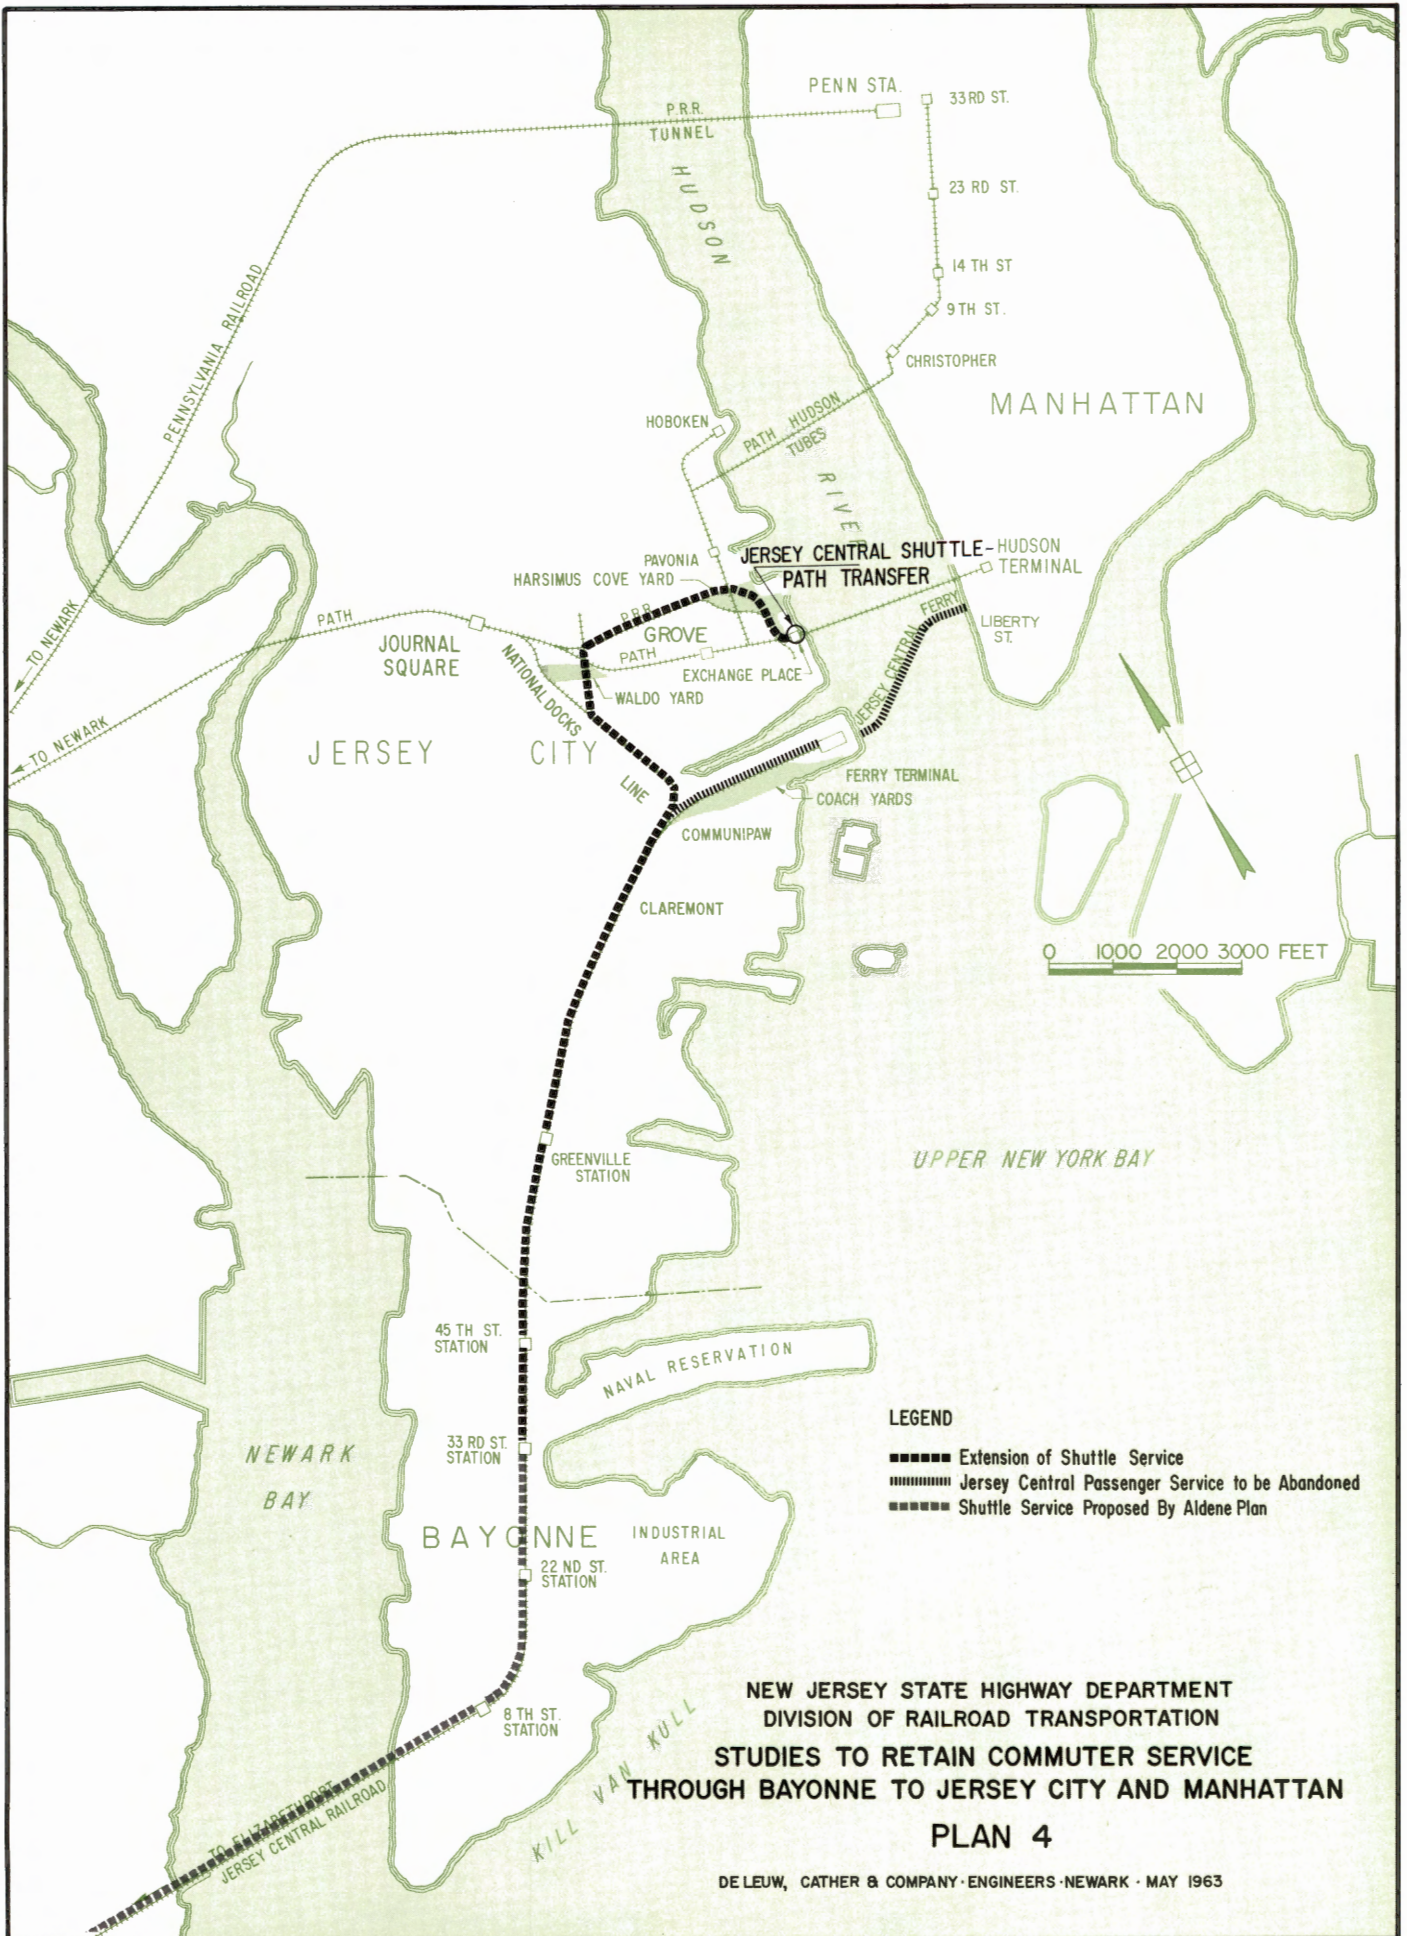 PENN STA.
33RD ST.
P.R.R.
TUNNEL
HUDSON
23 RD ST.
14 TH ST
9 TH ST.
CHRISTOPHER
PENNSYLVANIA RAILROAD
MANHATTAN
HOBOKEN
PATH HUDSON
TUBES
RIVER
JERSEY CENTRAL SHUTTLE-
PATH TRANSFER
HUDSON
TERMINAL
PAVONIA
HARSIMUS COVE YARD
P.R.R.
GROVE
PATH
PATH
JOURNAL
SQUARE
EXCHANGE PLACE
JERSEY CENTRAL FERRY
LIBERTY
ST.
TO NEWARK
TO NEWARK
WALDO YARD
NATIONAL DOCKS
LINE
JERSEY CITY
FERRY TERMINAL
COACH YARDS
COMMUNIPAW
CLAREMONT
0 1000 2000 3000 FEET
GREENVILLE
STATION
UPPER NEW YORK BAY
45 TH ST.
STATION
NAVAL RESERVATION
33 RD ST.
STATION
NEWARK
BAY
BAYONNE
INDUSTRIAL
AREA
22 ND ST.
STATION
8 TH ST.
STATION
KILL VAN KULL
TO ELIZABETHPORT
JERSEY CENTRAL RAILROAD
LEGEND
Extension of Shuttle Service
Jersey Central Passenger Service to be Abandoned
Shuttle Service Proposed By Aldene Plan
NEW JERSEY STATE HIGHWAY DEPARTMENT
DIVISION OF RAILROAD TRANSPORTATION
STUDIES TO RETAIN COMMUTER SERVICE
THROUGH BAYONNE TO JERSEY CITY AND MANHATTAN
PLAN 4
DE LEUW, CATHER & COMPANY · ENGINEERS · NEWARK · MAY 1963